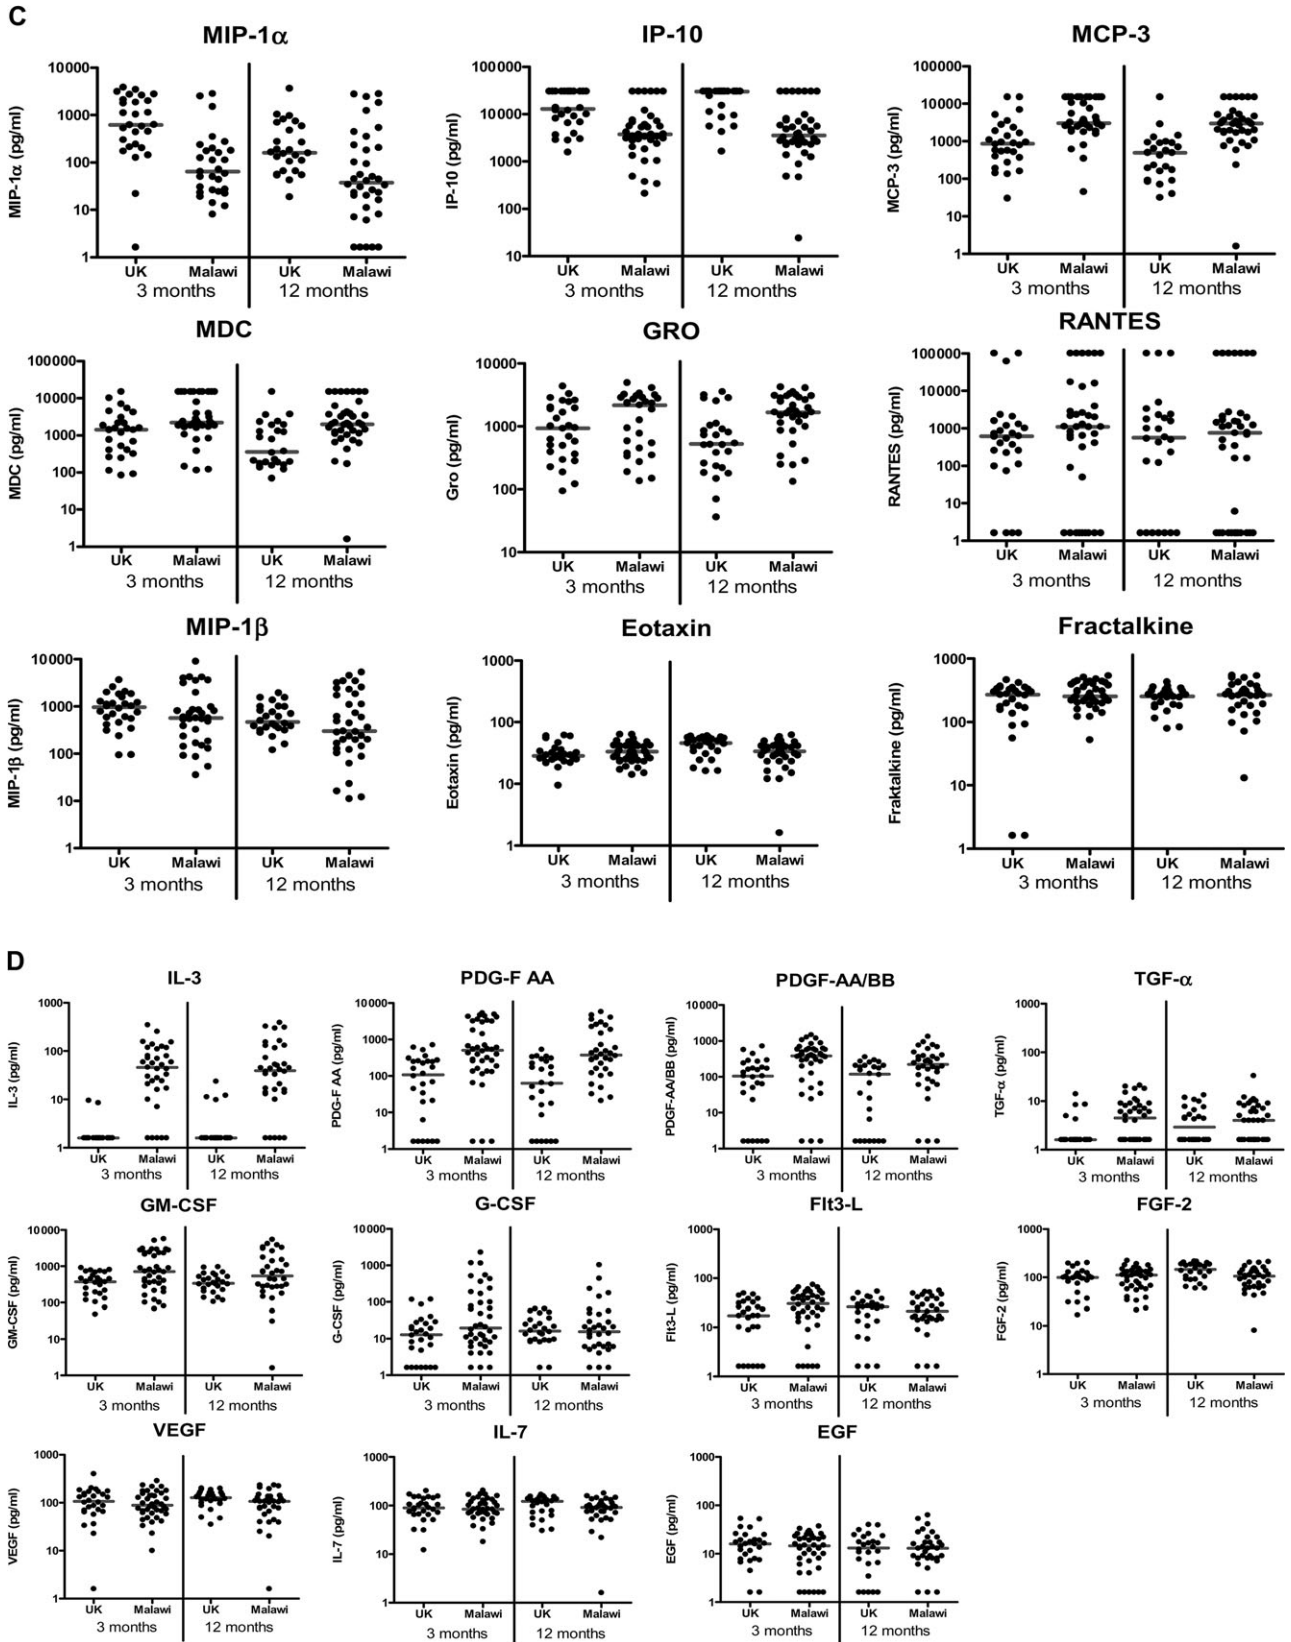 C
MIP-1α
MIP-1α (pg/ml)
10000
1000
100
10
1
UK Malawi UK Malawi
3 months 12 months
IP-10
IP-10 (pg/ml)
100000
10000
1000
100
10
UK Malawi UK Malawi
3 months 12 months
MCP-3
MCP-3 (pg/ml)
100000
10000
1000
100
10
1
UK Malawi UK Malawi
3 months 12 months
MDC
MDC (pg/ml)
100000
10000
1000
100
10
1
UK Malawi UK Malawi
3 months 12 months
GRO
Gro (pg/ml)
10000
1000
100
10
UK Malawi UK Malawi
3 months 12 months
RANTES
RANTES (pg/ml)
100000
10000
1000
100
10
1
UK Malawi UK Malawi
3 months 12 months
MIP-1β
MIP-1β (pg/ml)
10000
1000
100
10
1
UK Malawi UK Malawi
3 months 12 months
Eotaxin
Eotaxin (pg/ml)
1000
100
10
1
UK Malawi UK Malawi
3 months 12 months
Fractalkine
Fraktalkine (pg/ml)
1000
100
10
1
UK Malawi UK Malawi
3 months 12 months
D
IL-3
IL-3 (pg/ml)
1000
100
10
1
UK Malawi UK Malawi
3 months 12 months
PDG-F AA
PDG-F AA (pg/ml)
10000
1000
100
10
1
UK Malawi UK Malawi
3 months 12 months
PDGF-AA/BB
PDGF-AA/BB (pg/ml)
10000
1000
100
10
1
UK Malawi UK Malawi
3 months 12 months
TGF-α
TGF-α (pg/ml)
1000
100
10
1
UK Malawi UK Malawi
3 months 12 months
GM-CSF
GM-CSF (pg/ml)
10000
1000
100
10
1
UK Malawi UK Malawi
3 months 12 months
G-CSF
G-CSF (pg/ml)
10000
1000
100
10
1
UK Malawi UK Malawi
3 months 12 months
Flt3-L
Flt3-L (pg/ml)
1000
100
10
1
UK Malawi UK Malawi
3 months 12 months
FGF-2
FGF-2 (pg/ml)
1000
100
10
1
UK Malawi UK Malawi
3 months 12 months
VEGF
VEGF (pg/ml)
1000
100
10
1
UK Malawi UK Malawi
3 months 12 months
IL-7
IL-7 (pg/ml)
1000
100
10
1
UK Malawi UK Malawi
3 months 12 months
EGF
EGF (pg/ml)
1000
100
10
1
UK Malawi UK Malawi
3 months 12 months